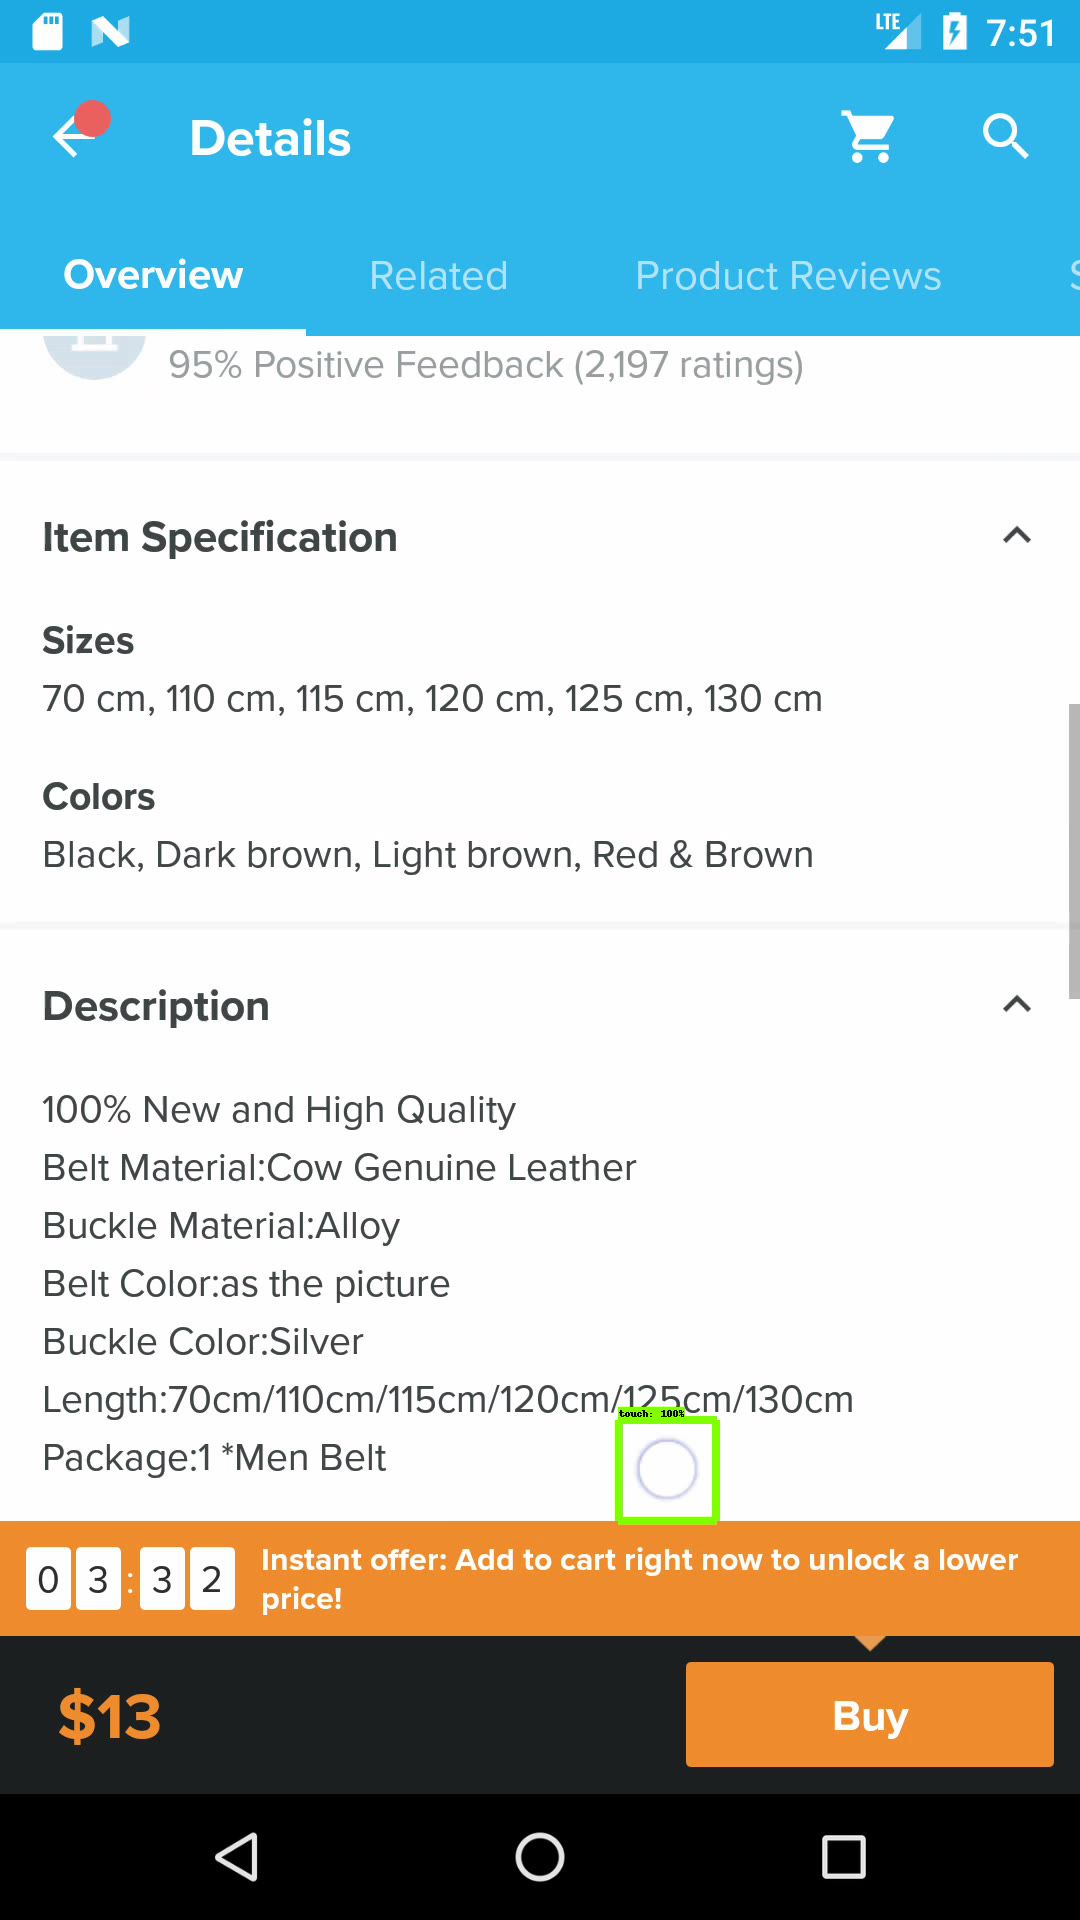 LTE 7:51
Details
Overview Related Product Reviews
95% Positive Feedback (2,197 ratings)
Item Specification
Sizes
70 cm, 110 cm, 115 cm, 120 cm, 125 cm, 130 cm
Colors
Black, Dark brown, Light brown, Red & Brown
Description
100% New and High Quality
Belt Material:Cow Genuine Leather
Buckle Material:Alloy
Belt Color:as the picture
Buckle Color:Silver
Length:70cm/110cm/115cm/120cm/125cm/130cm
touch: 100%
Package:1 *Men Belt
03:32
Instant offer: Add to cart right now to unlock a lower
price!
$13
Buy